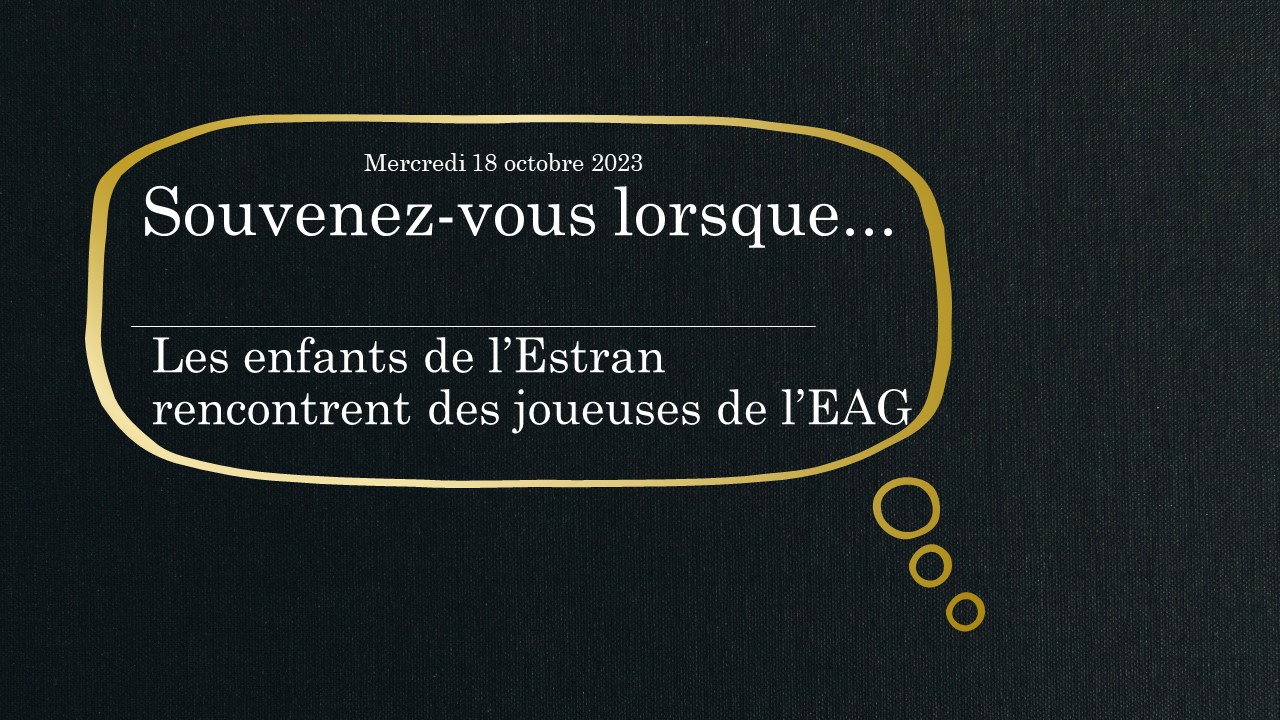 Mercredi 18 octobre 2023
Souvenez-vous lorsque...
Les enfants de l’Estran
rencontrent des joueuses de l’EAG